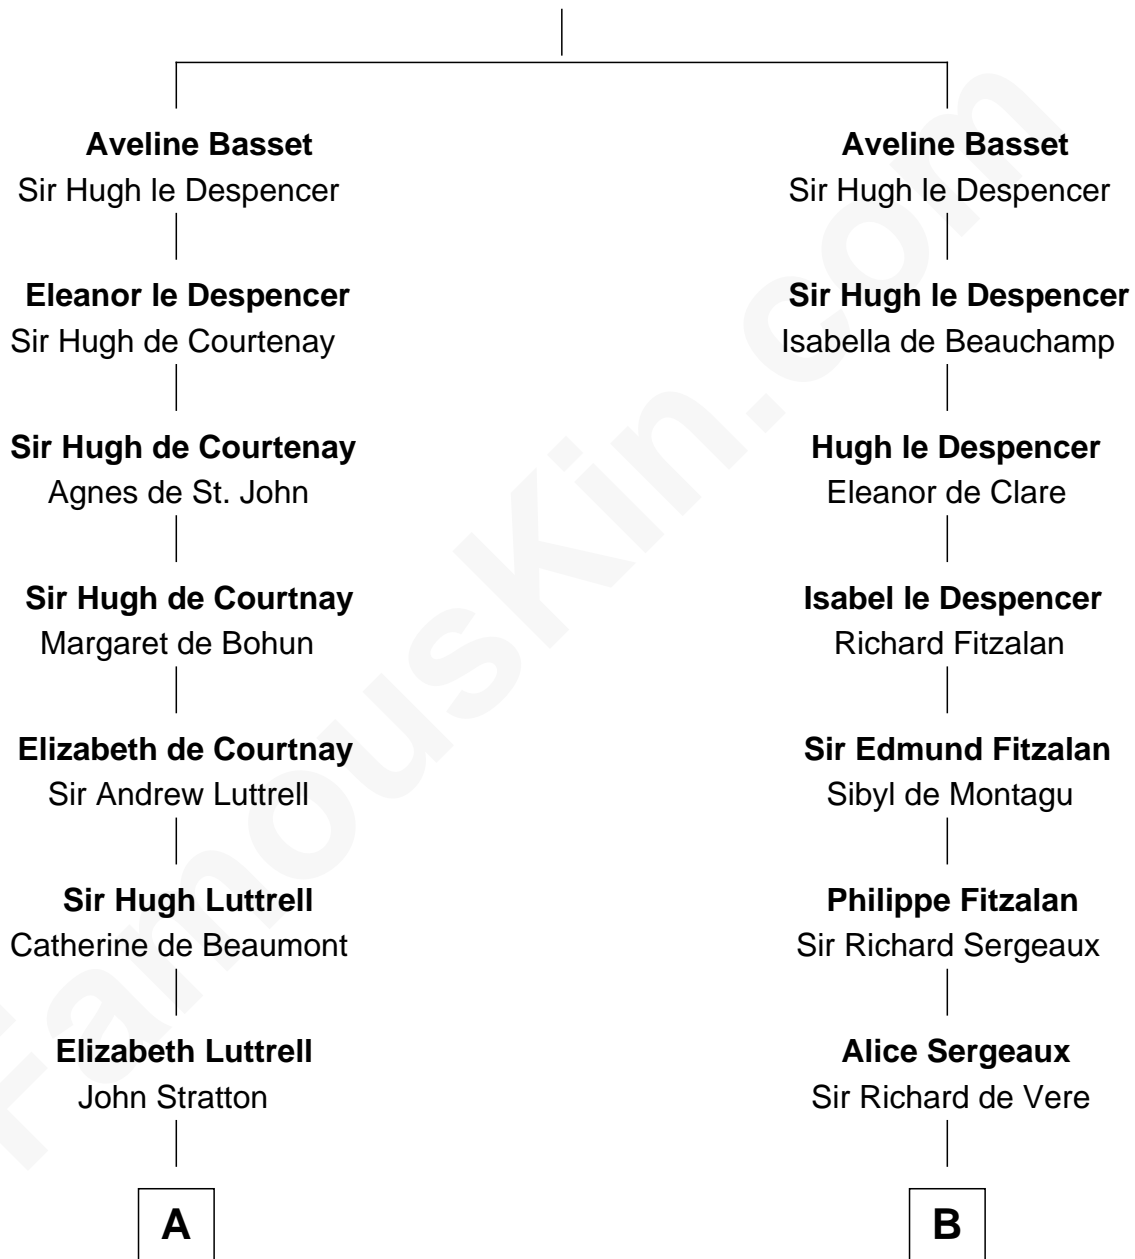 Aveline Basset
Sir Hugh le Despencer
Eleanor le Despencer
Sir Hugh de Courtenay
Sir Hugh de Courtenay
Agnes de St. John
Sir Hugh de Courtnay
Margaret de Bohun
Elizabeth de Courtnay
Sir Andrew Luttrell
Sir Hugh Luttrell
Catherine de Beaumont
Elizabeth Luttrell
John Stratton
A
Aveline Basset
Sir Hugh le Despencer
Sir Hugh le Despencer
Isabella de Beauchamp
Hugh le Despencer
Eleanor de Clare
Isabel le Despencer
Richard Fitzalan
Sir Edmund Fitzalan
Sibyl de Montagu
Philippe Fitzalan
Sir Richard Sergeaux
Alice Sergeaux
Sir Richard de Vere
B
FamousKin.com